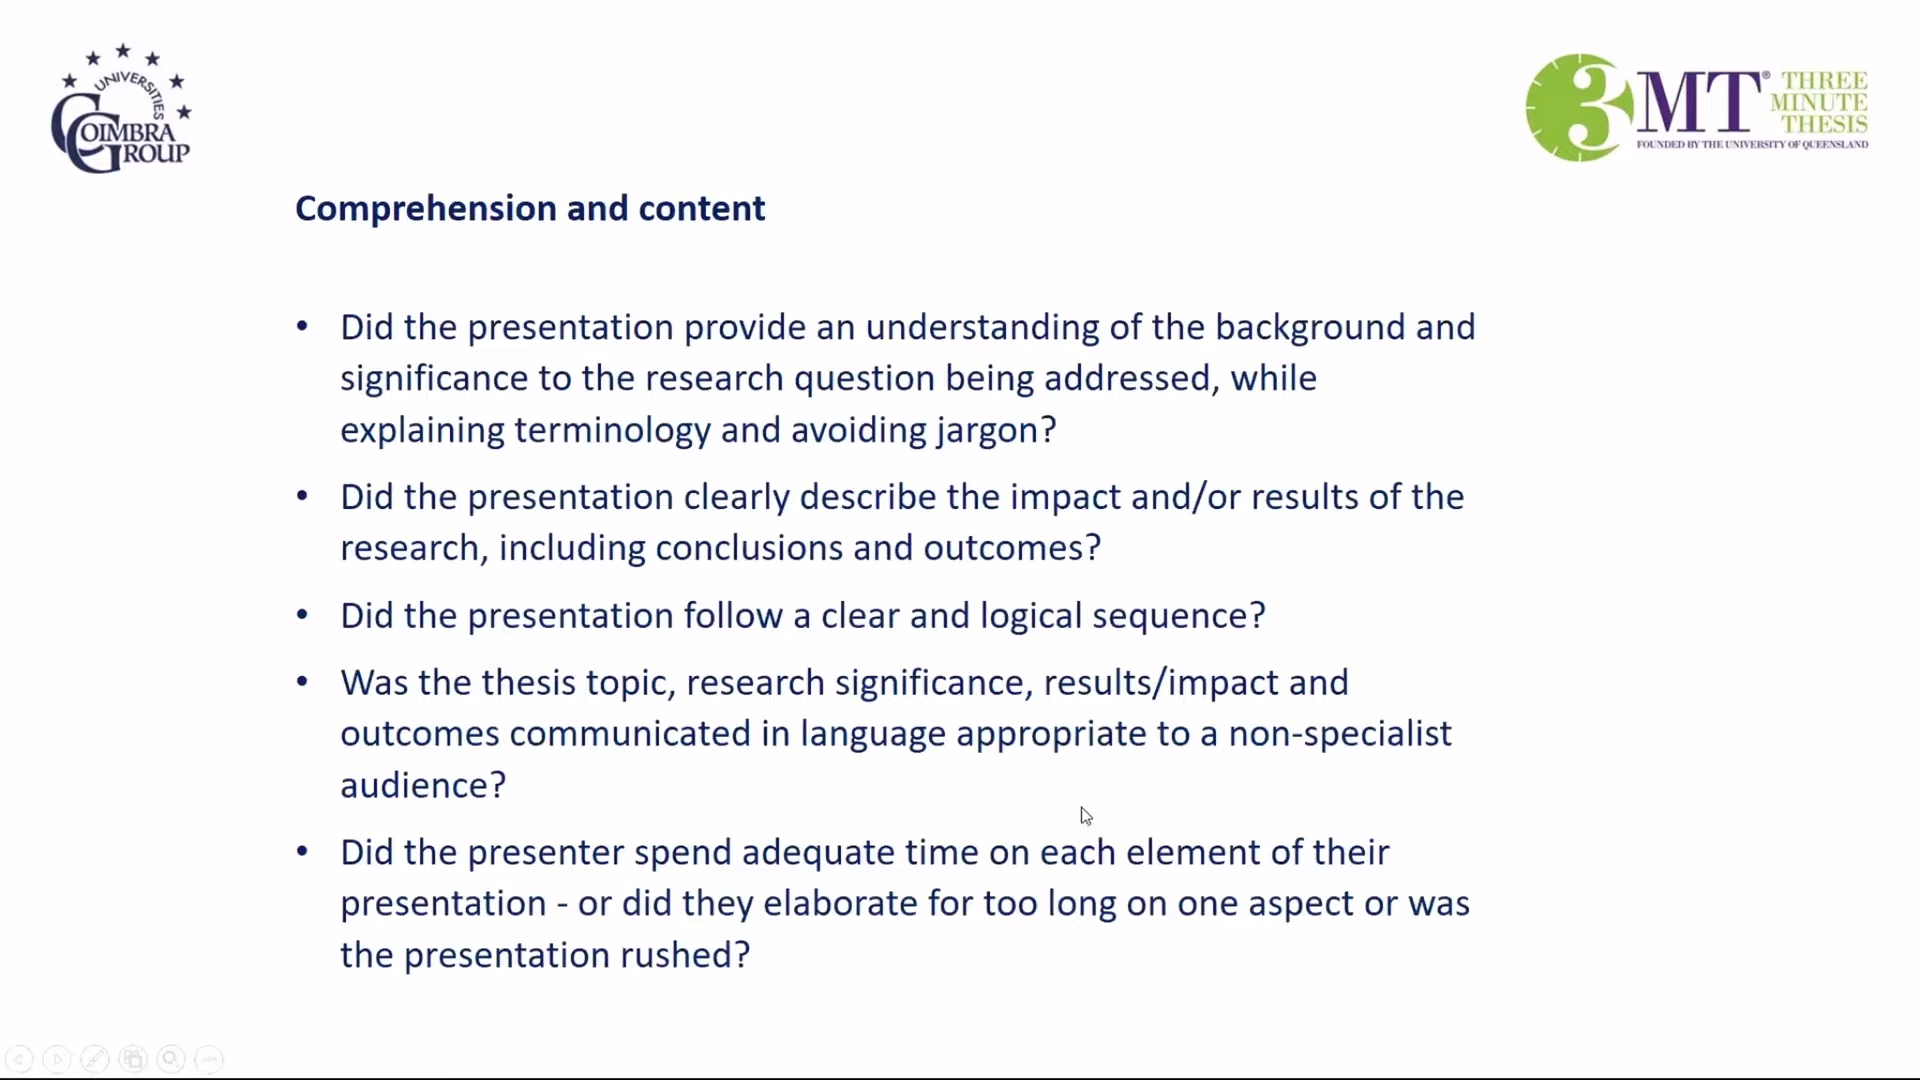 UNIVERSITIES
COIMBRA
GROUP
3MT® THREE
MINUTE
THESIS
FOUNDED BY THE UNIVERSITY OF QUEENSLAND
Comprehension and content
• Did the presentation provide an understanding of the background and
significance to the research question being addressed, while
explaining terminology and avoiding jargon?
• Did the presentation clearly describe the impact and/or results of the
research, including conclusions and outcomes?
• Did the presentation follow a clear and logical sequence?
• Was the thesis topic, research significance, results/impact and
outcomes communicated in language appropriate to a non-specialist
audience?
• Did the presenter spend adequate time on each element of their
presentation - or did they elaborate for too long on one aspect or was
the presentation rushed?